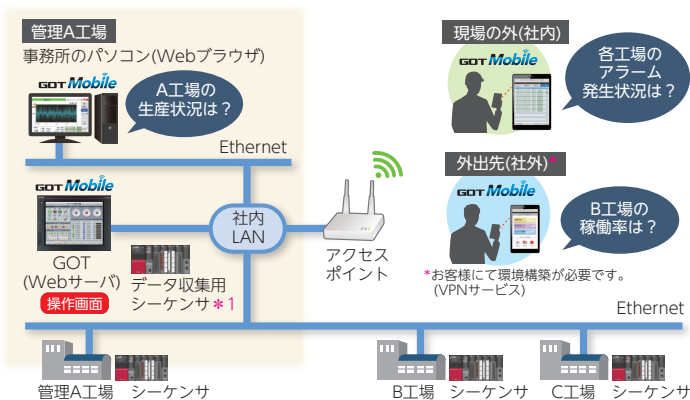 管理A工場
事務所のパソコン(Webブラウザ)
GOT Mobile
A工場の
生産状況は？
Ethernet
GOT Mobile
GOT
(Webサーバ)
操作画面
データ収集用
シーケンサ＊1
社内
LAN
アクセス
ポイント
現場の外(社内)
GOT Mobile
各工場の
アラーム
発生状況は？
外出先(社外)*
GOT Mobile
B工場の
稼働率は？
*お客様にて環境構築が必要です。
(VPNサービス)
Ethernet
管理A工場 シーケンサ
B工場 シーケンサ
C工場 シーケンサ